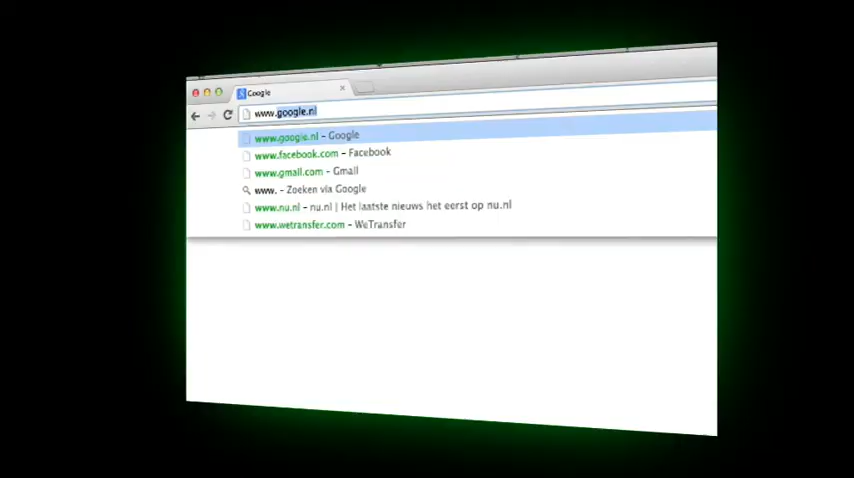 Google
www.google.nl
www.google.nl - Google
www.facebook.com - Facebook
www.gmail.com - Gmail
www. - Zoeken via Google
www.nu.nl - nu.nl | Het laatste nieuws het eerst op nu.nl
www.wetransfer.com - WeTransfer